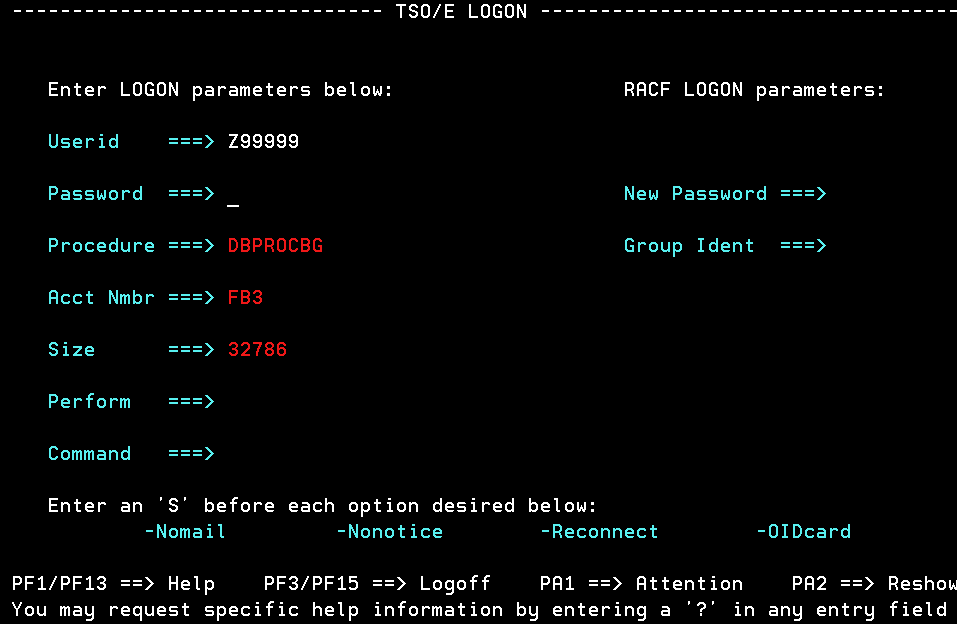 ------------------------------- TSO/E LOGON -----------------------------------
Enter LOGON parameters below: RACF LOGON parameters:
Userid ===> Z99999
Password ===> _ New Password ===>
Procedure ===> DBPROCBG Group Ident ===>
Acct Nmbr ===> FB3
Size ===> 32786
Perform ===>
Command ===>
Enter an 'S' before each option desired below:
-Nomail -Nonotice -Reconnect -OIDcard
PF1/PF13 ==> Help PF3/PF15 ==> Logoff PA1 ==> Attention PA2 ==> Reshow
You may request specific help information by entering a '?' in any entry field